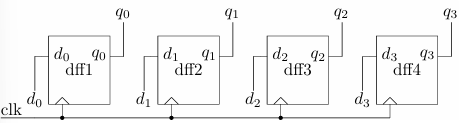 q0 q1 q2 q3
d0 q0 d1 q1 d2 q2 d3 q3
dff1 dff2 dff3 dff4
d0 d1 d2 d3
clk